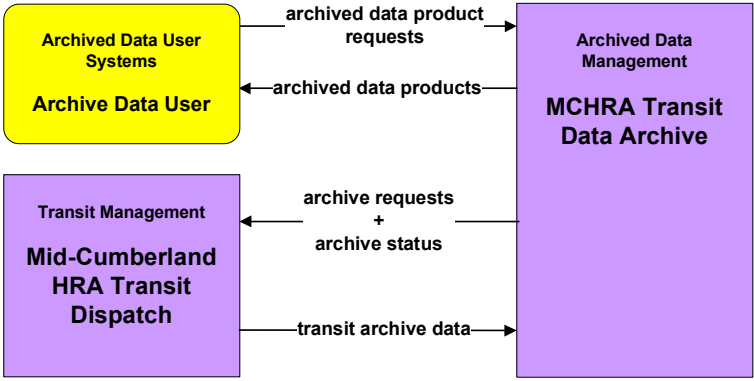 Archived Data User
Systems
Archive Data User
archived data product
requests
archived data products
Archived Data
Management
MCHRA Transit
Data Archive
Transit Management
Mid-Cumberland
HRA Transit
Dispatch
archive requests
+
archive status
transit archive data